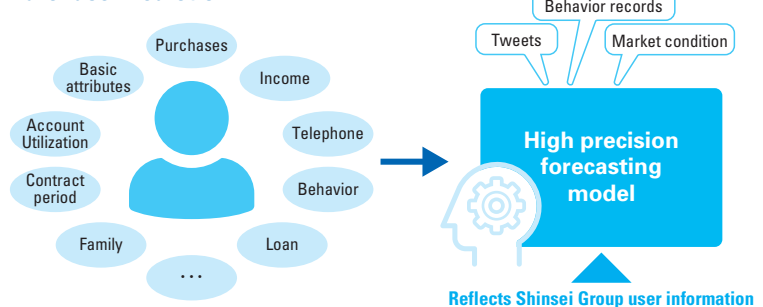 Behavior records
Tweets
Market condition
Purchases
Basic
attributes
Income
Account
Utilization
Telephone
Contract
period
Behavior
Family
Loan
...
High precision
forecasting
model
Reflects Shinsei Group user information